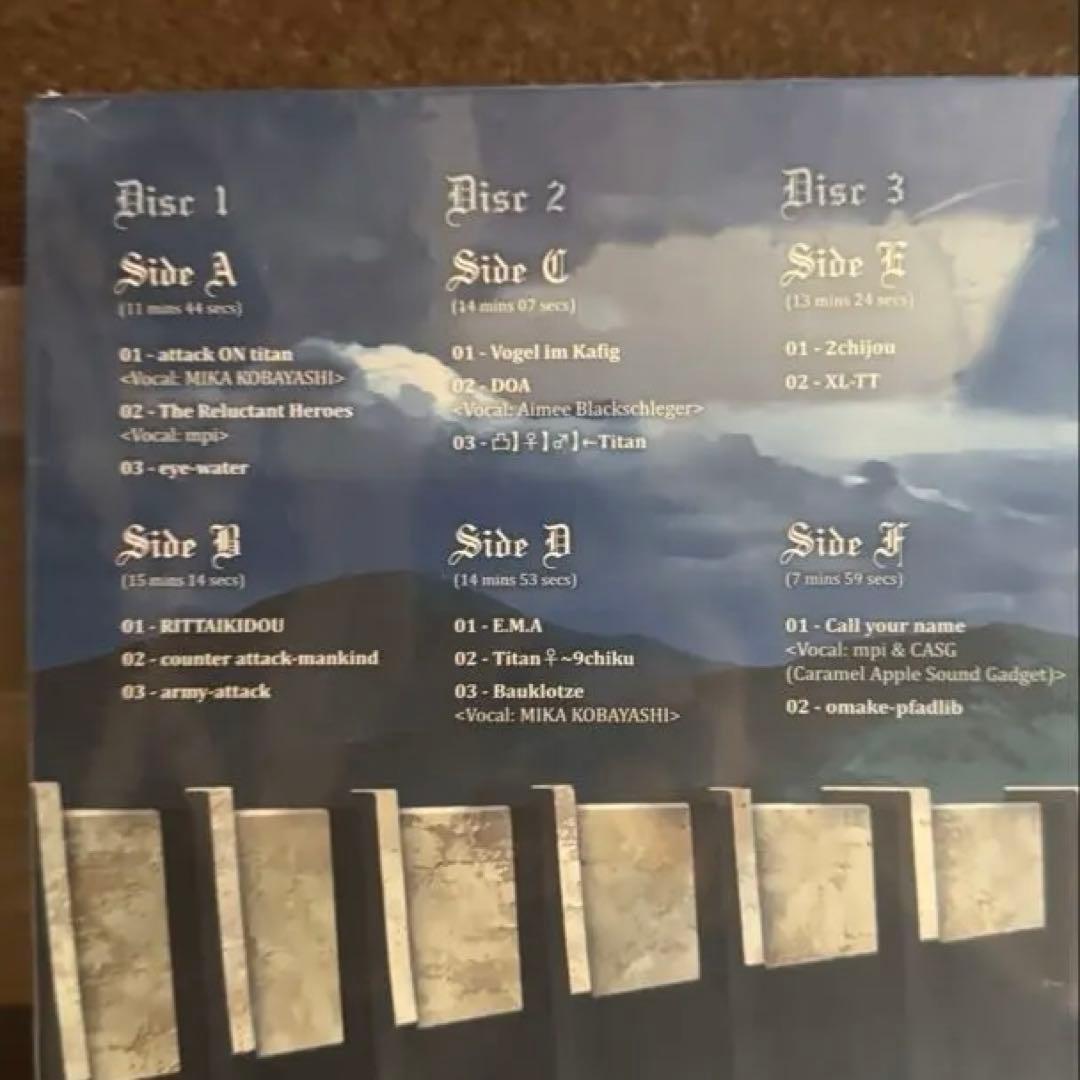 Disc 1
Side A
(11 mins 44 secs)
01 - attack ON titan
<Vocal: MIKA KOBAYASHI>
02 - The Reluctant Heroes
<Vocal: mpi>
03 - eye-water
Side B
(15 mins 14 secs)
01 - RITTAIKIDOU
02 - counter attack-mankind
03 - army-attack
Disc 2
Side C
(14 mins 07 secs)
01 - Vogel im Kafig
02 - DOA
<Vocal: Aimee Blackschleger>
03 - 凸】♀】♂】←Titan
Side D
(14 mins 53 secs)
01 - E.M.A
02 - Titan♀~9chiku
03 - Bauklotze
<Vocal: MIKA KOBAYASHI>
Disc 3
Side E
(13 mins 24 secs)
01 - 2chijou
02 - XL-TT
Side F
(7 mins 59 secs)
01 - Call your name
<Vocal: mpi & CASG
(Caramel Apple Sound Gadget)>
02 - omake-pfadlib